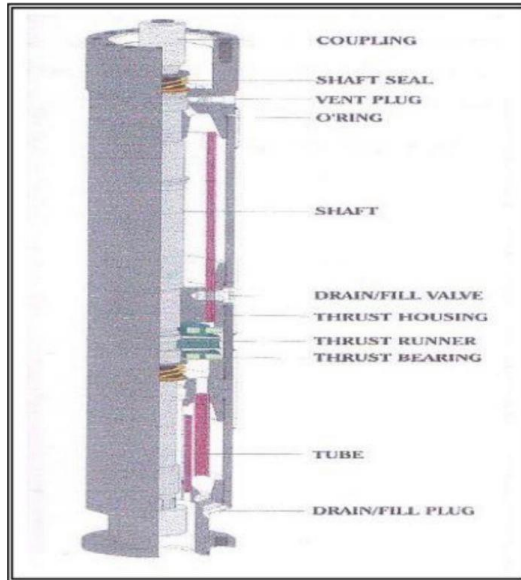 COUPLING
SHAFT SEAL
VENT PLUG
O'RING
SHAFT
DRAIN/FILL VALVE
THRUST HOUSING
THRUST RUNNER
THRUST BEARING
TUBE
DRAIN/FILL PLUG